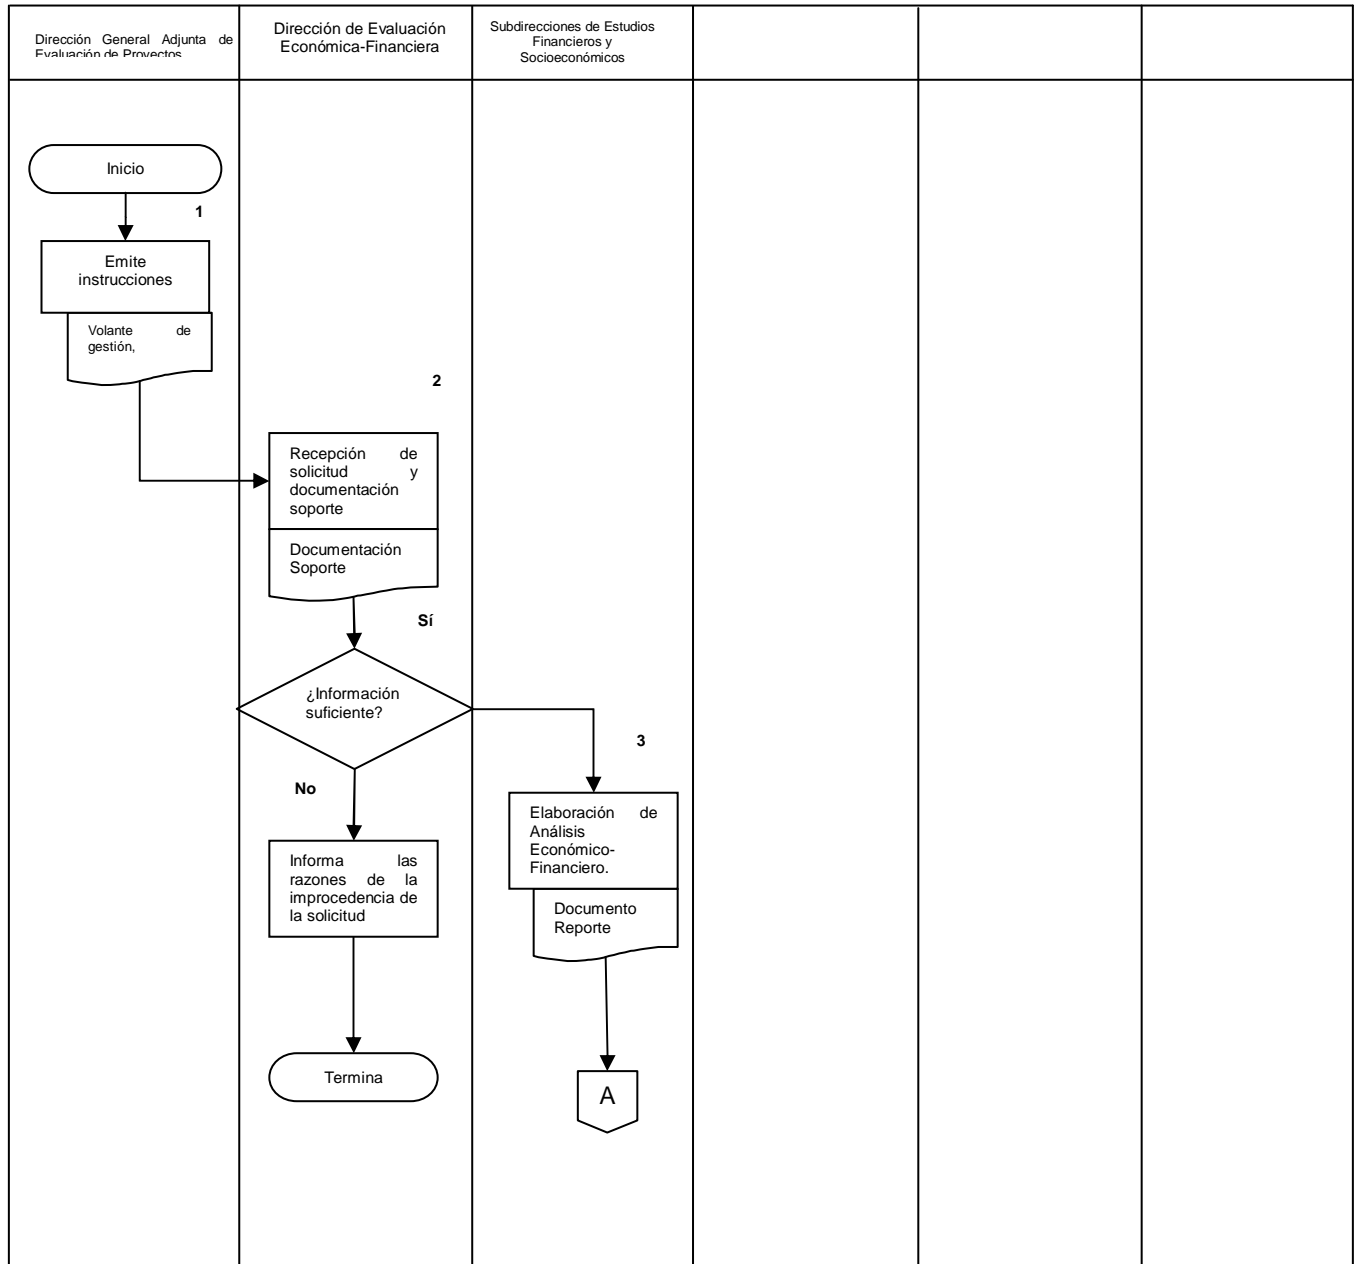 Dirección General Adjunta de
Evaluación de Proyectos
Dirección de Evaluación
Económica-Financiera
Subdirecciones de Estudios
Financieros y
Socioeconómicos
Inicio
1
Emite
instrucciones
Volante de
gestión,
2
Recepción de
solicitud y
documentación
soporte
Documentación
Soporte
Sí
¿Información
suficiente?
3
No
Elaboración de
Análisis
Económico-
Financiero.
Informa las
razones de la
improcedencia de
la solicitud
Documento
Reporte
Termina
A